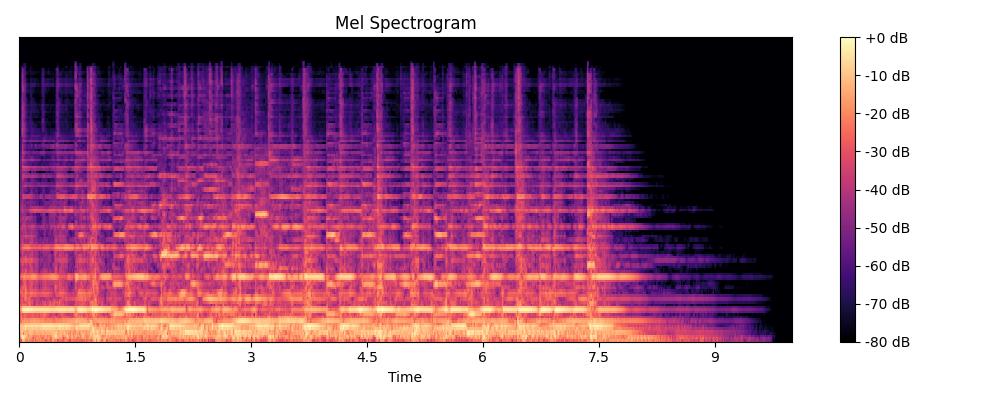 Mel Spectrogram
+0 dB
-10 dB
-20 dB
-30 dB
-40 dB
-50 dB
-60 dB
-70 dB
-80 dB
0 1.5 3 4.5 6 7.5 9
Time